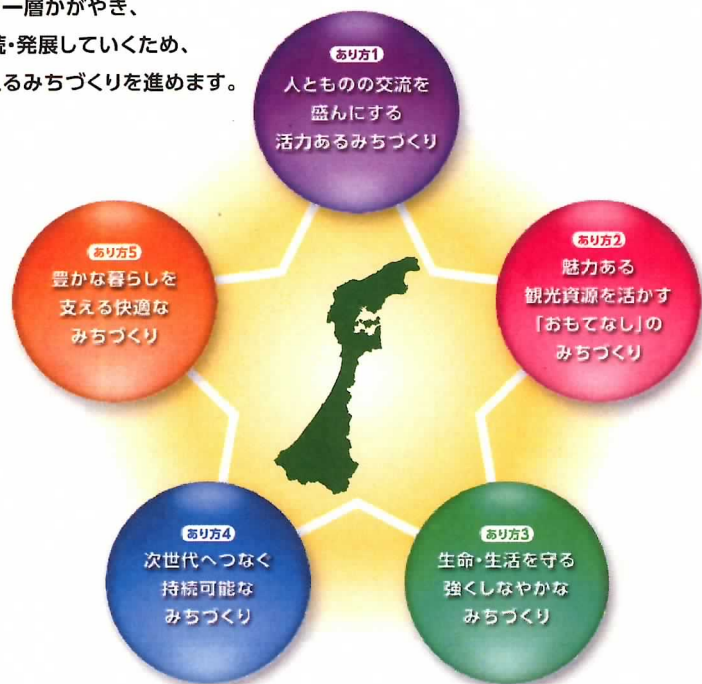 一層かがやき、
続・発展していくため、
えるみちづくりを進めます。
あり方1
人とものの交流を
盛んにする
活力あるみちづくり
あり方2
魅力ある
観光資源を活かす
「おもてなし」の
みちづくり
あり方3
生命・生活を守る
強くしなやかな
みちづくり
あり方4
次世代へつなぐ
持続可能な
みちづくり
あり方5
豊かな暮らしを
支える快適な
みちづくり